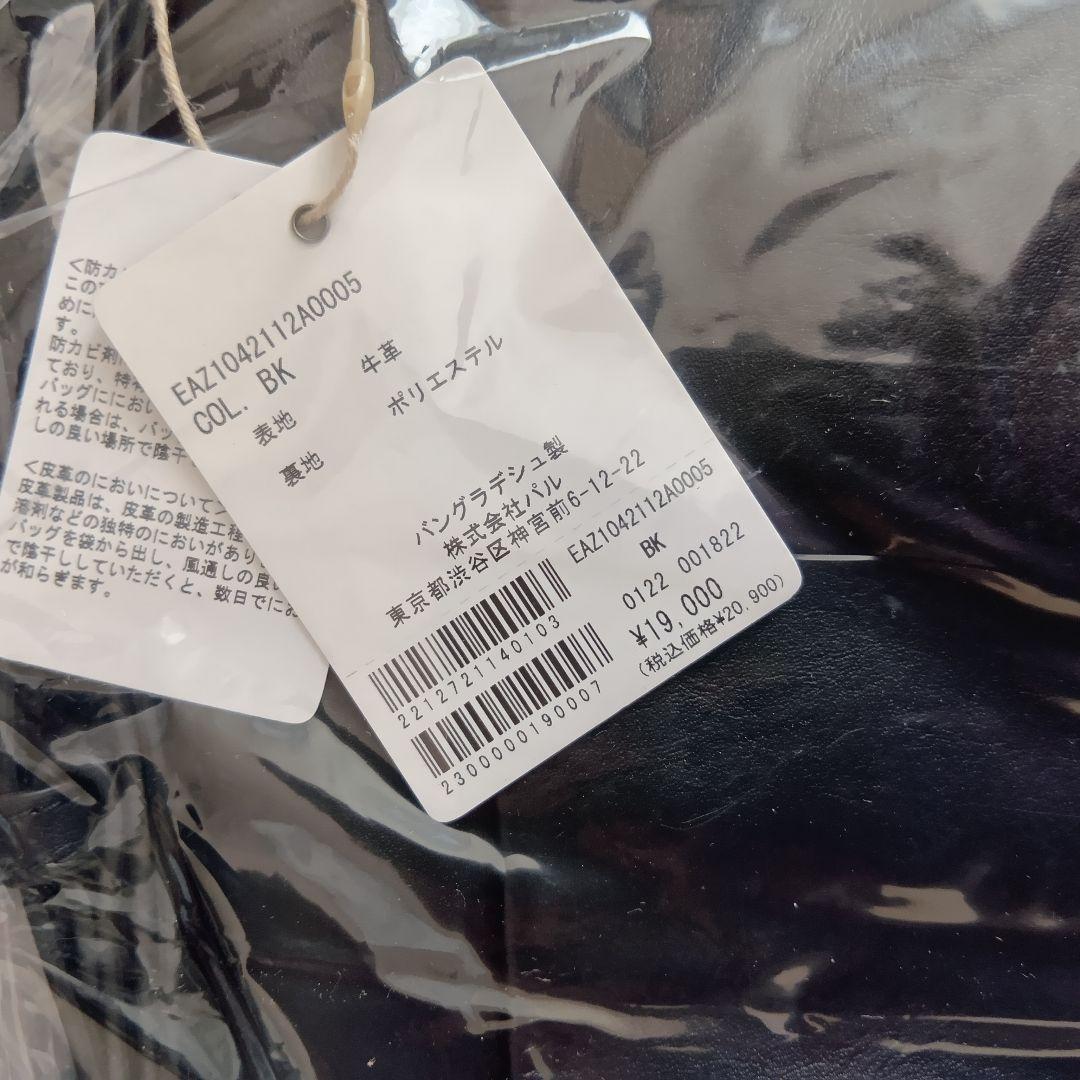 EAZ1042112A0005
COL. BK
表地 牛革
裏地 ポリエステル
バングラデシュ製
株式会社パル
東京都渋谷区神宮前6-12-22
2212721140103
2300000190007
EAZ1042112A0005
BK
0122 001822
¥19,000
(税込価格¥20,900)
<防カ
この
めに
す。
防カビ剤
ており、特
バッグににおい
れる場合は、バッ
しの良い場所で陰干
<皮革のにおいについて>
皮革製品は、皮革の製造工程
溶剤などの独特のにおいがあり
バッグを袋から出し、風通しの良い
で陰干ししていただくと、数日でにお
が和らぎます。